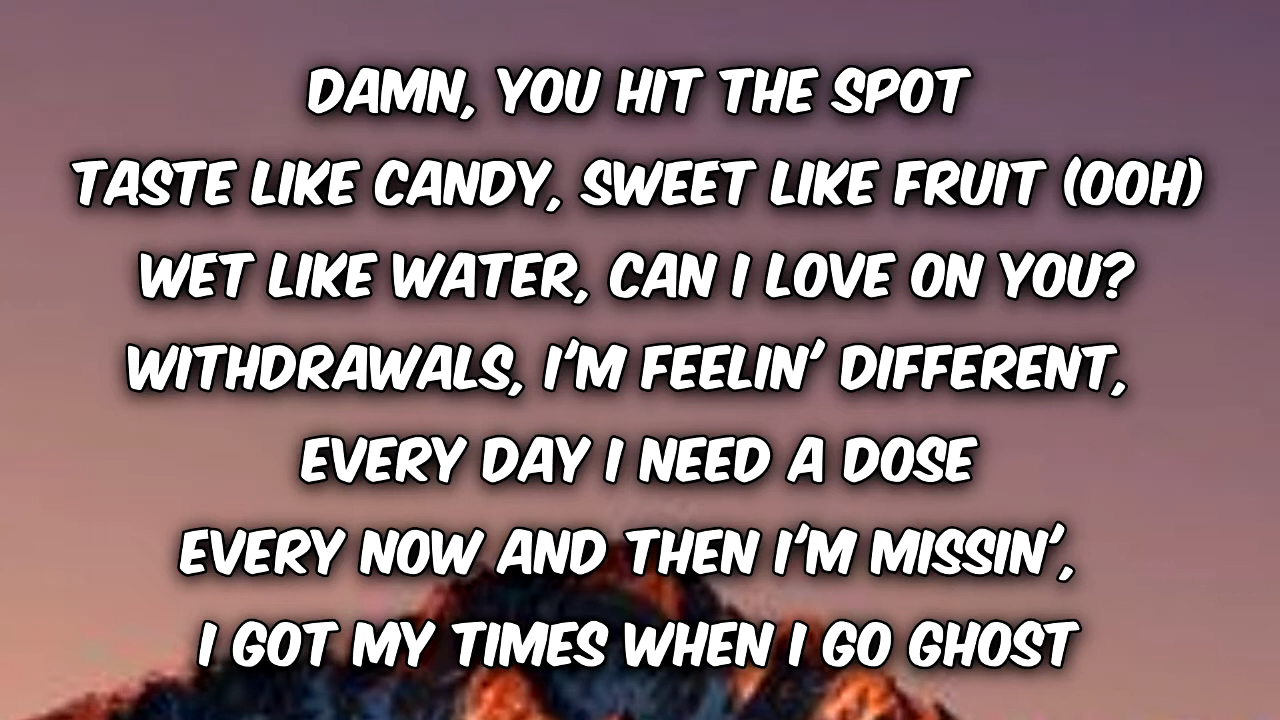 DAMN, YOU HIT THE SPOT
TASTE LIKE CANDY, SWEET LIKE FRUIT (OOH)
WET LIKE WATER, CAN I LOVE ON YOU?
WITHDRAWALS, I'M FEELIN' DIFFERENT,
EVERY DAY I NEED A DOSE
EVERY NOW AND THEN I'M MISSIN',
I GOT MY TIMES WHEN I GO GHOST